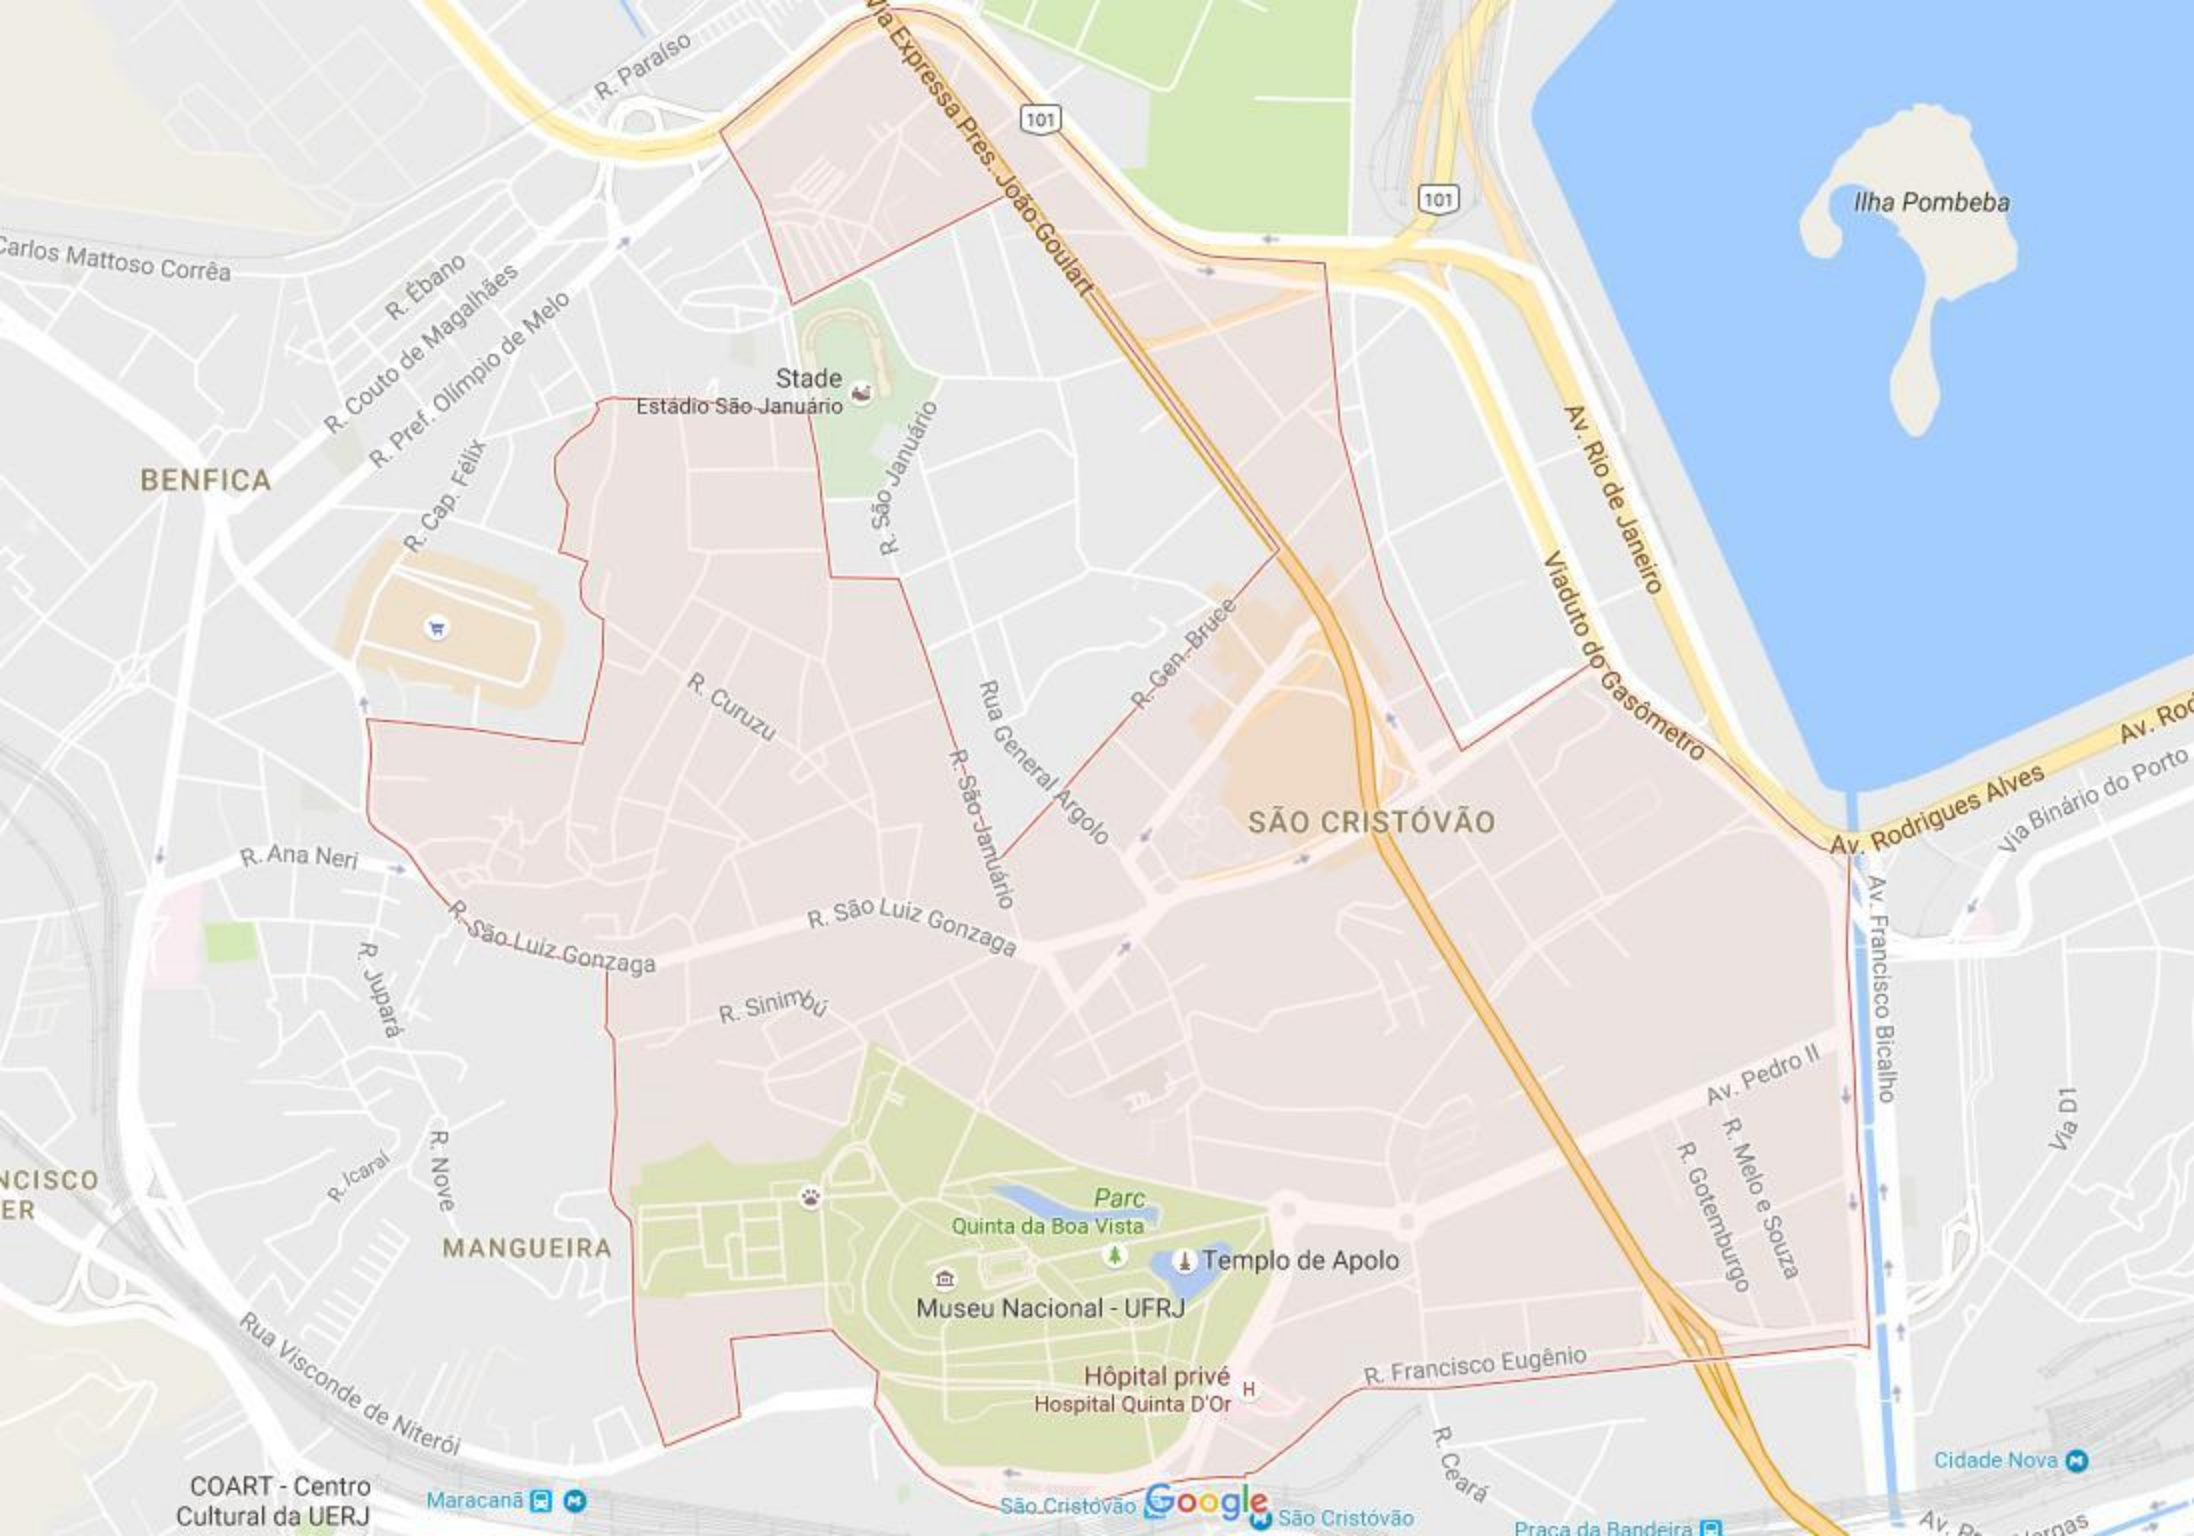 Via Expressa Pres. João Goulart
R. Paraíso
101
101
Ilha Pombeba
Carlos Mattoso Corrêa
R. Ébano
R. Couto de Magalhães
R. Pref. Olímpio de Melo
Stade
Estádio São Januário
R. São Januário
R. Cap. Félix
BENFICA
Av. Rio de Janeiro
Viaduto do Gasômetro
R. Gen. Bruce
R. Curuzu
Rua General Argolo
R. São Januário
Av. Rod
Av. Rodrigues Alves
Via Binário do Porto
SÃO CRISTÓVÃO
R. Ana Neri
R. São Luiz Gonzaga
R. São Luiz Gonzaga
R. Jupará
R. Sinimbú
Av. Francisco Bicalho
Av. Pedro II
Via D1
R. Melo e Souza
R. Gotemburgo
R. Nove
R. Icaraí
NCISCO
ER
MANGUEIRA
Parc
Quinta da Boa Vista
Templo de Apolo
Museu Nacional - UFRJ
Rua Visconde de Niterói
Hôpital privé
Hospital Quinta D'Or
H
R. Francisco Eugênio
R. Ceará
COART - Centro
Cultural da UERJ
Maracanã
São Cristóvão
Google
São Cristóvão
Cidade Nova
Praça da Bandeira